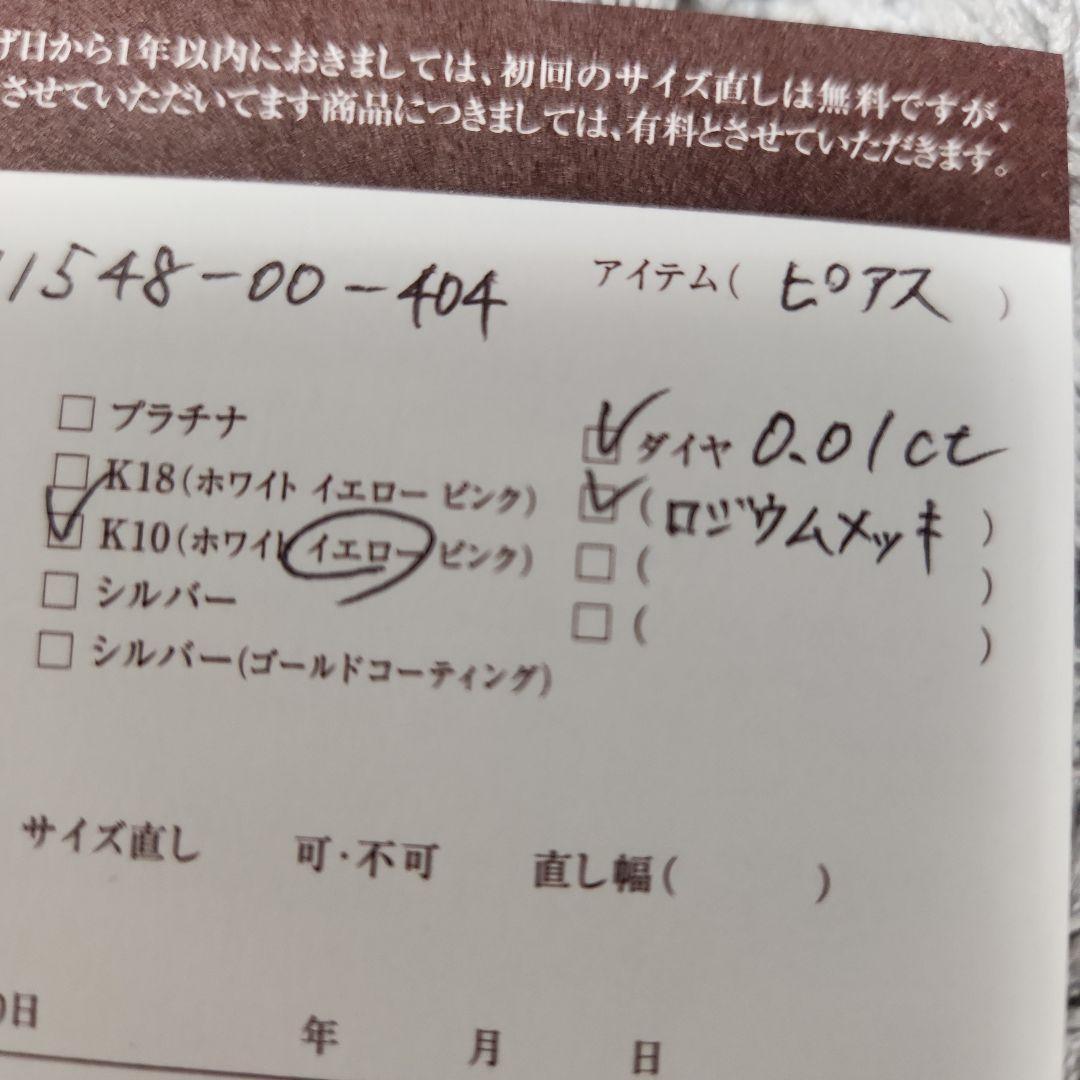 げ日から1年以内におきましては、初回のサイズ直しは無料ですが、
させていただいてます商品につきましては、有料とさせていただきます。
1548-00-404
アイテム( ピアス )
□ プラチナ
□ K18(ホワイト イエロー ピンク)
☑ K10(ホワイト イエロー ピンク)
□ シルバー
□ シルバー(ゴールドコーティング)
☑ ダイヤ 0.01ct
☑ ( ロジウムメッキ )
□ ( )
□ ( )
サイズ直し 可・不可 直し幅( )
日 年 月 日